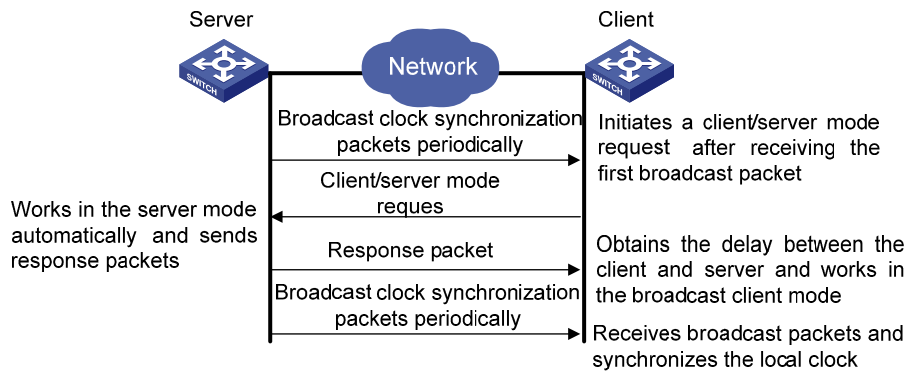 Server
Client
SWITCH
Network
SWITCH
Broadcast clock synchronization
packets periodically
Initiates a client/server mode
request after receiving the
first broadcast packet
Client/server mode
reques
Works in the server mode
automatically and sends
response packets
Response packet
Obtains the delay between the
client and server and works in
the broadcast client mode
Broadcast clock synchronization
packets periodically
Receives broadcast packets and
synchronizes the local clock